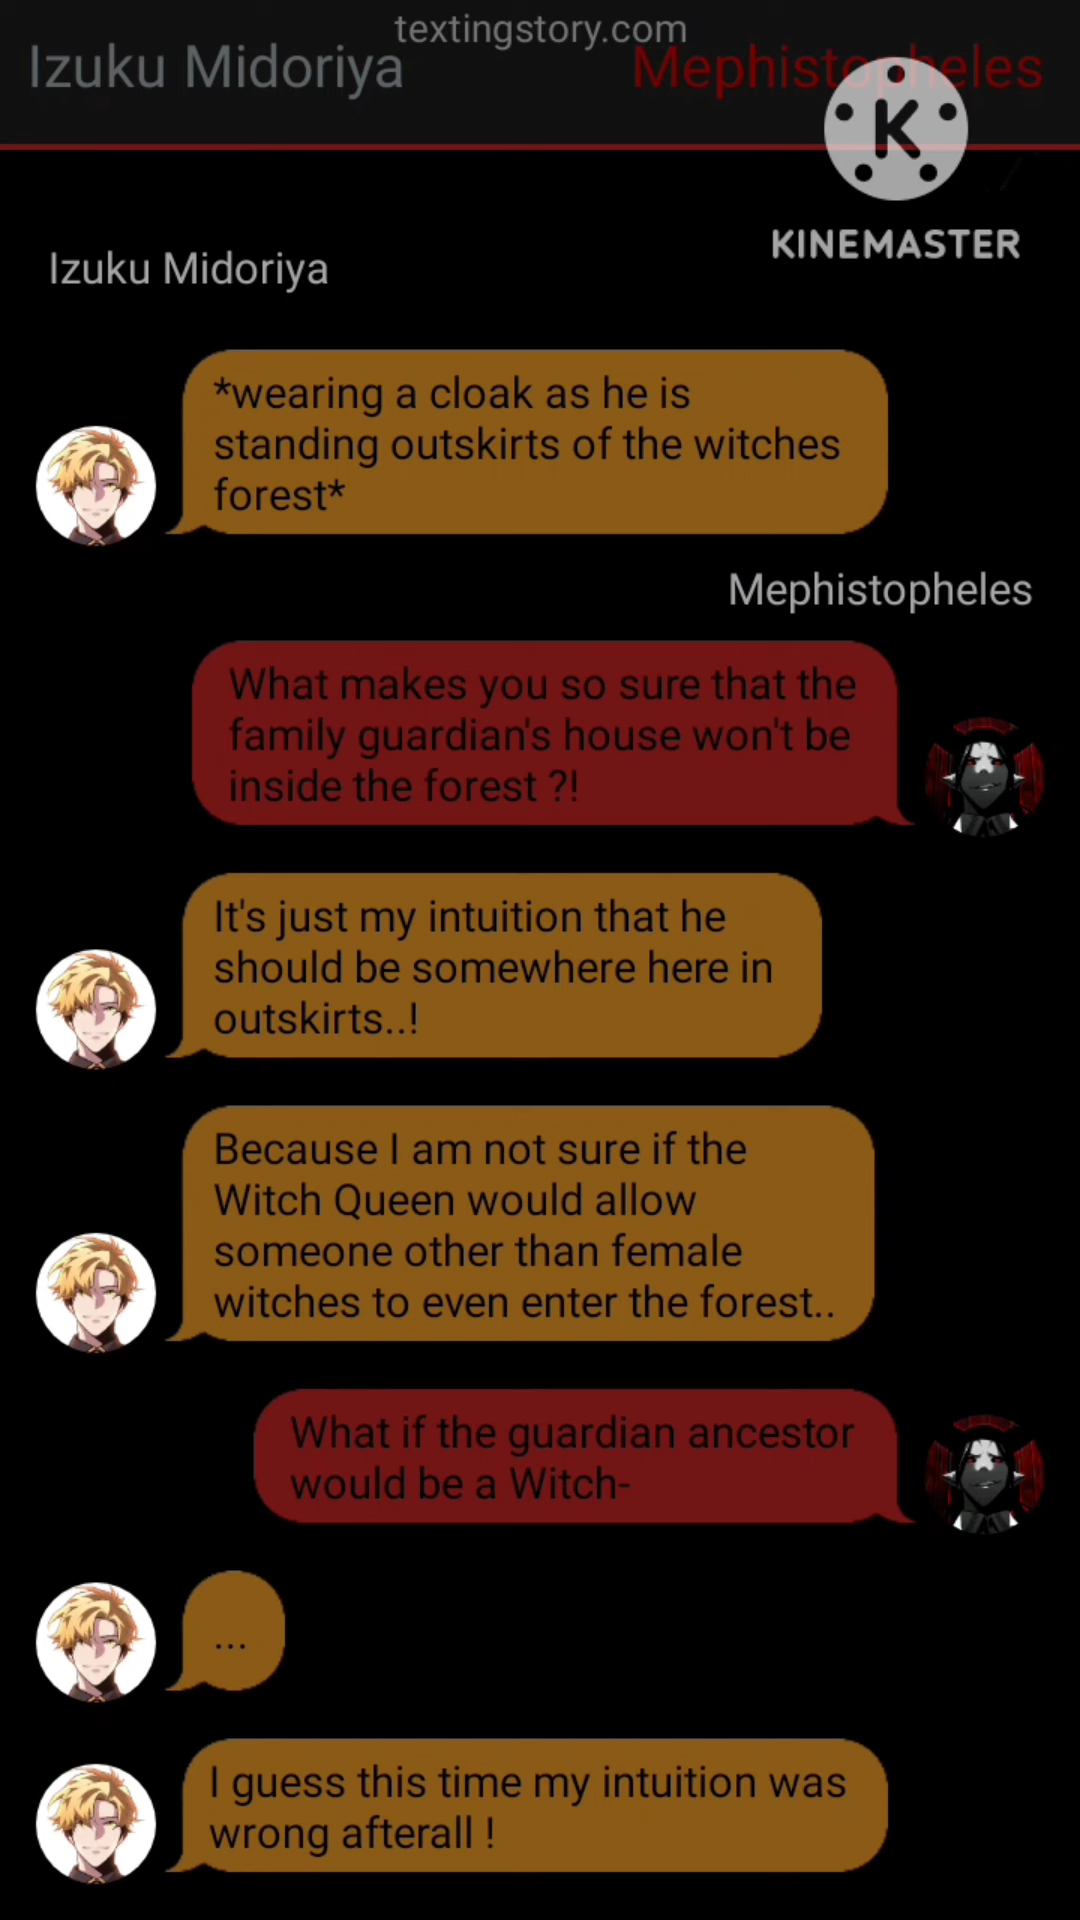 textingstory.com
Izuku Midoriya
Mephistopheles
K
KINEMASTER
Izuku Midoriya
*wearing a cloak as he is
standing outskirts of the witches
forest*
Mephistopheles
What makes you so sure that the
family guardian's house won't be
inside the forest ?!
It's just my intuition that he
should be somewhere here in
outskirts..!
Because I am not sure if the
Witch Queen would allow
someone other than female
witches to even enter the forest..
What if the guardian ancestor
would be a Witch-
...
I guess this time my intuition was
wrong afterall !